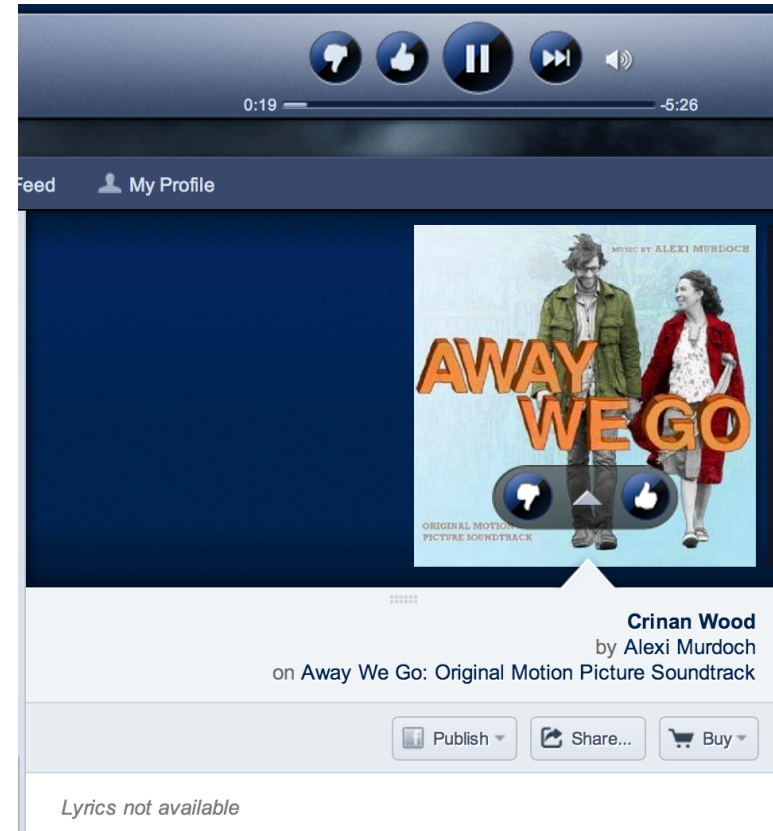 0:19
-5:26
Feed
My Profile
MUSIC BY ALEXI MURDOCH
AWAY
WE GO
ORIGINAL MOTION
PICTURE SOUNDTRACK
Crinan Wood
by Alexi Murdoch
on Away We Go: Original Motion Picture Soundtrack
f Publish
Share...
Buy
Lyrics not available